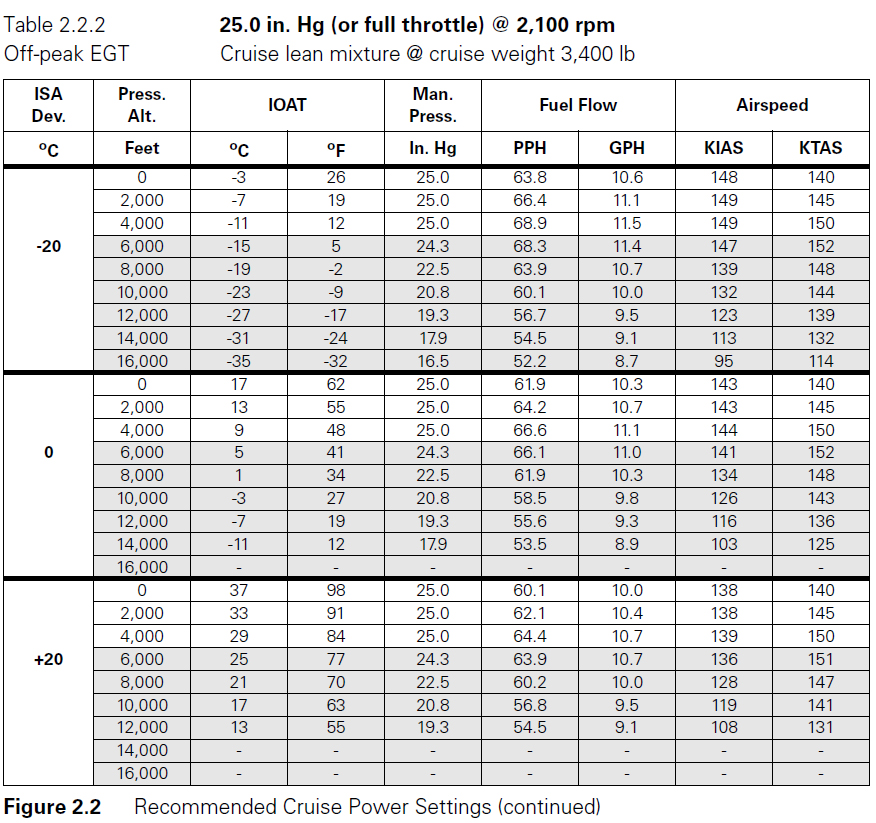 Table 2.2.2 25.0 in. Hg (or full throttle) @ 2,100 rpm
Off-peak EGT Cruise lean mixture @ cruise weight 3,400 lb
ISA Dev. Press. Alt. IOAT Man. Press. Fuel Flow Airspeed
ºC Feet ºC ºF In. Hg PPH GPH KIAS KTAS
0 -3 26 25.0 63.8 10.6 148 140
2,000 -7 19 25.0 66.4 11.1 149 145
4,000 -11 12 25.0 68.9 11.5 149 150
-20 6,000 -15 5 24.3 68.3 11.4 147 152
8,000 -19 -2 22.5 63.9 10.7 139 148
10,000 -23 -9 20.8 60.1 10.0 132 144
12,000 -27 -17 19.3 56.7 9.5 123 139
14,000 -31 -24 17.9 54.5 9.1 113 132
16,000 -35 -32 16.5 52.2 8.7 95 114
0 17 62 25.0 61.9 10.3 143 140
2,000 13 55 25.0 64.2 10.7 143 145
4,000 9 48 25.0 66.6 11.1 144 150
0 6,000 5 41 24.3 66.1 11.0 141 152
8,000 1 34 22.5 61.9 10.3 134 148
10,000 -3 27 20.8 58.5 9.8 126 143
12,000 -7 19 19.3 55.6 9.3 116 136
14,000 -11 12 17.9 53.5 8.9 103 125
16,000 - - - - - - -
0 37 98 25.0 60.1 10.0 138 140
2,000 33 91 25.0 62.1 10.4 138 145
4,000 29 84 25.0 64.4 10.7 139 150
+20 6,000 25 77 24.3 63.9 10.7 136 151
8,000 21 70 22.5 60.2 10.0 128 147
10,000 17 63 20.8 56.8 9.5 119 141
12,000 13 55 19.3 54.5 9.1 108 131
14,000 - - - - - - -
16,000 - - - - - - -
Figure 2.2 Recommended Cruise Power Settings (continued)